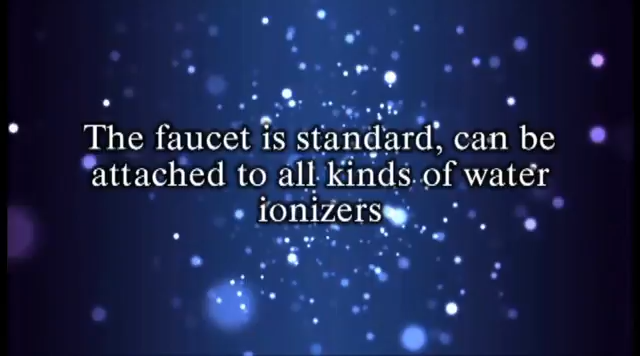 The faucet is standard, can be
attached to all kinds of water
ionizers